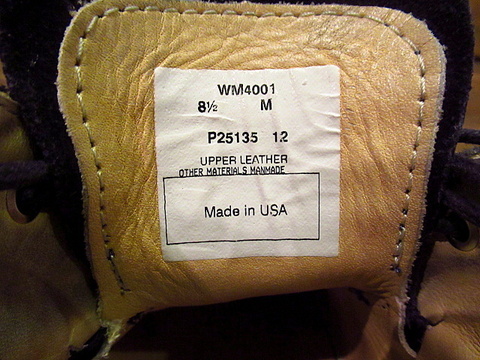 WM4001
8½ M
P25135 12
UPPER LEATHER
OTHER MATERIALS MANMADE
Made in USA